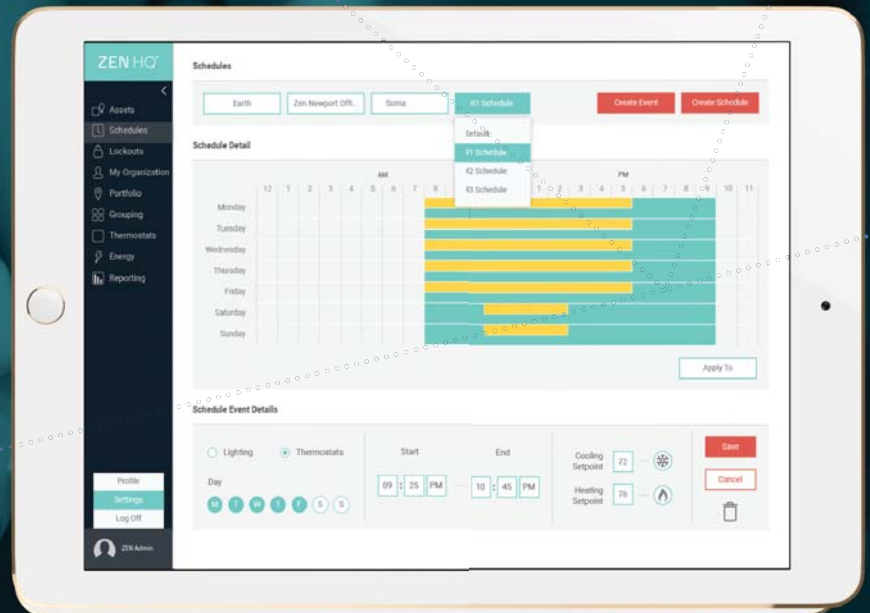 ZEN HQ
Schedules
Earth
Zen Newport Offi...
Soma
R1 Schedule
Create Event
Create Schedule
Default
R1 Schedule
R2 Schedule
R3 Schedule
Assets
Schedules
Lockouts
My Organization
Portfolio
Grouping
Thermostats
Energy
Reporting
Schedule Detail
AM
PM
12 1 2 3 4 5 6 7 8 1 2 3 4 5 6 7 8 9 10 11
Monday
Tuesday
Wednesday
Thursday
Friday
Saturday
Sunday
Apply To
Schedule Event Details
Lighting
Thermostats
Start
End
Day
M T W T F S S
09 : 25 PM
10 : 45 PM
Cooling
Setpoint
72
Heating
Setpoint
76
Save
Cancel
Profile
Settings
Log Off
ZEN Admin